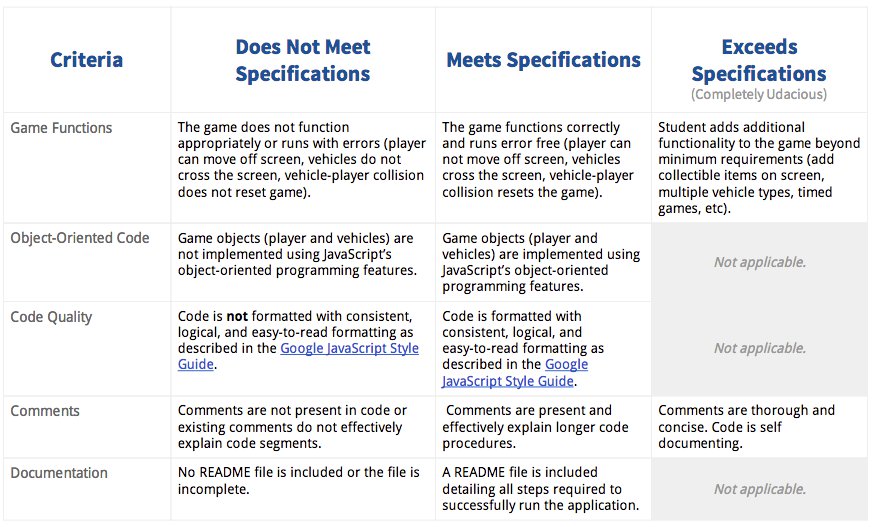 Criteria
Does Not Meet
Specifications
Meets Specifications
Exceeds
Specifications
(Completely Udacious)
Game Functions
The game does not function
appropriately or runs with errors (player
can move off screen, vehicles do not
cross the screen, vehicle-player collision
does not reset game).
The game functions correctly
and runs error free (player can
not move off screen, vehicles
cross the screen, vehicle-player
collision resets the game).
Student adds additional
functionality to the game beyond
minimum requirements (add
collectible items on screen,
multiple vehicle types, timed
games, etc).
Object-Oriented Code
Game objects (player and vehicles) are
not implemented using JavaScript's
object-oriented programming features.
Game objects (player and
vehicles) are implemented using
JavaScript's object-oriented
programming features.
Not applicable.
Code Quality
Code is not formatted with consistent,
logical, and easy-to-read formatting as
described in the Google JavaScript Style
Guide.
Code is formatted with
consistent, logical, and
easy-to-read formatting as
described in the Google
JavaScript Style Guide.
Not applicable.
Comments
Comments are not present in code or
existing comments do not effectively
explain code segments.
Comments are present and
effectively explain longer code
procedures.
Comments are thorough and
concise. Code is self
documenting.
Documentation
No README file is included or the file is
incomplete.
A README file is included
detailing all steps required to
successfully run the application.
Not applicable.